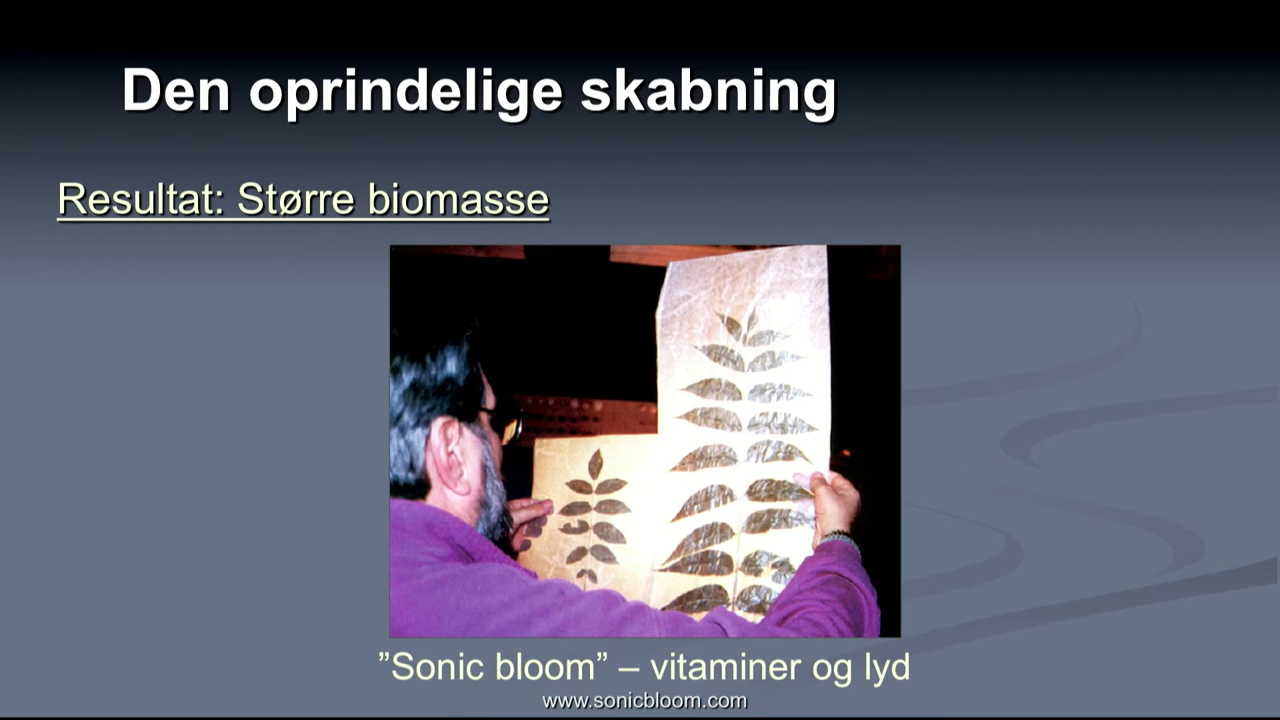 Den oprindelige skabning
Resultat: Større biomasse
”Sonic bloom” – vitaminer og lyd
www.sonicbloom.com